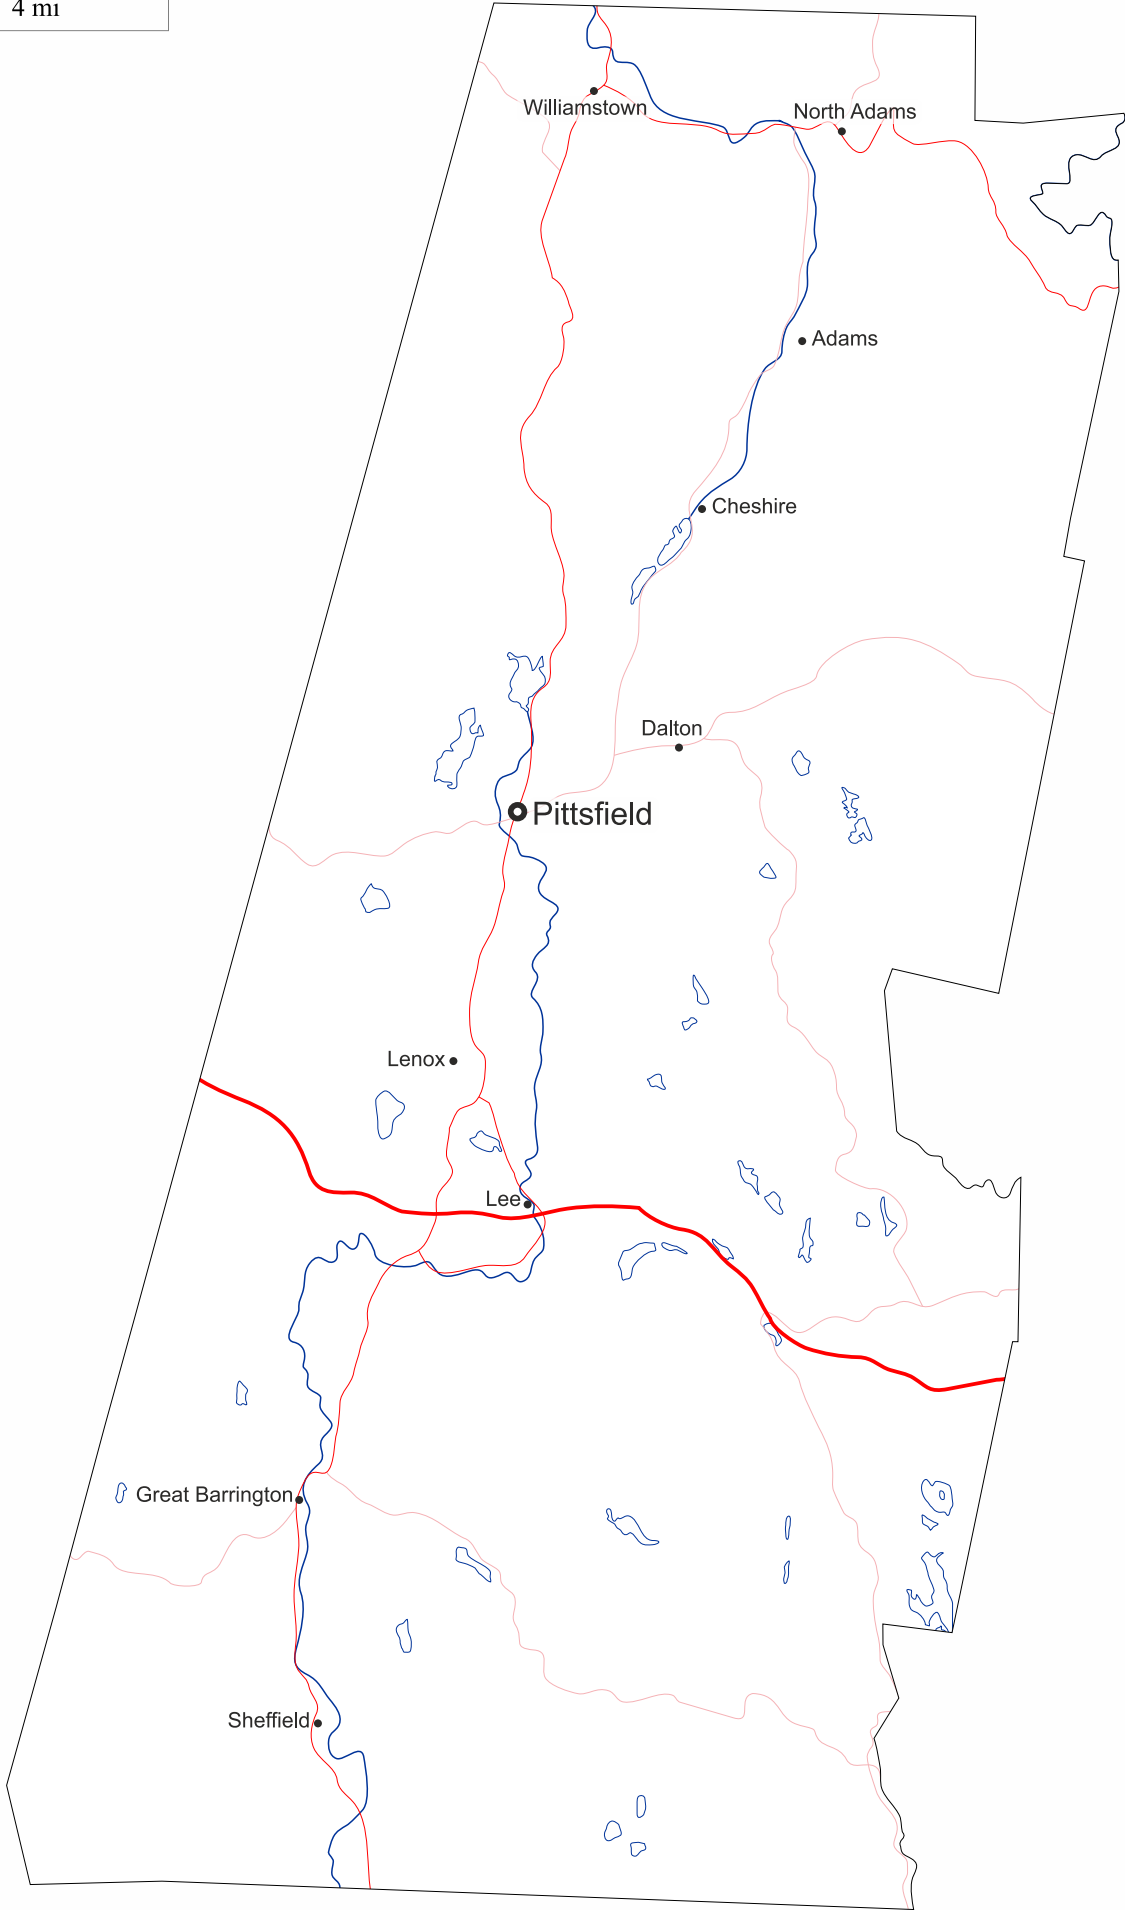 4 mi
Williamstown
North Adams
Adams
Cheshire
Dalton
Pittsfield
Lenox
Lee
Great Barrington
Sheffield